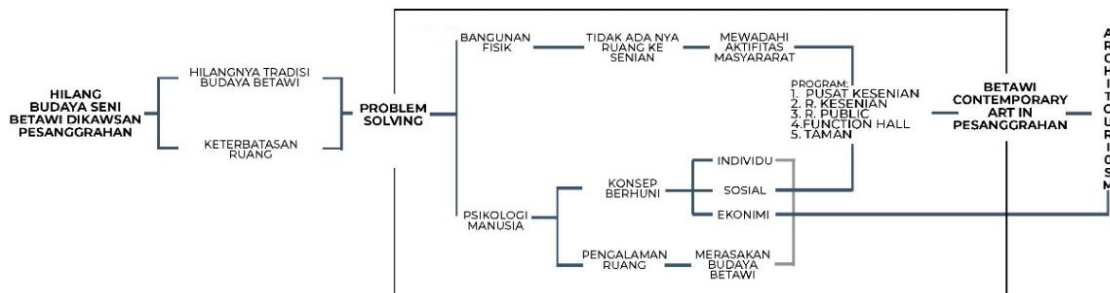 HILANG
BUDAYA SENI
BETAWI DIKAWSAN
PESANGGRAHAN
HILANGNYA TRADISI
BUDAYA BETAWI
KETERBATASAN
RUANG
PROBLEM
SOLVING
BANGUNAN
FISIK
TIDAK ADA NYA
RUANG KE
SENIAN
MEWADAHI
AKTIFITAS
MASYARARAT
PROGRAM:
1. PUSAT KESENIAN
2. R. KESENIAN
3. R. PUBLIC
4.FUNCTION HALL
5. TAMAN
PSIKOLOGI
MANUSIA
KONSEP
BERHUNI
INDIVIDU
SOSIAL
EKONIMI
PENGALAMAN
RUANG
MERASAKAN
BUDAYA
BETAWI
BETAWI
CONTEMPORARY
ART IN
PESANGGRAHAN